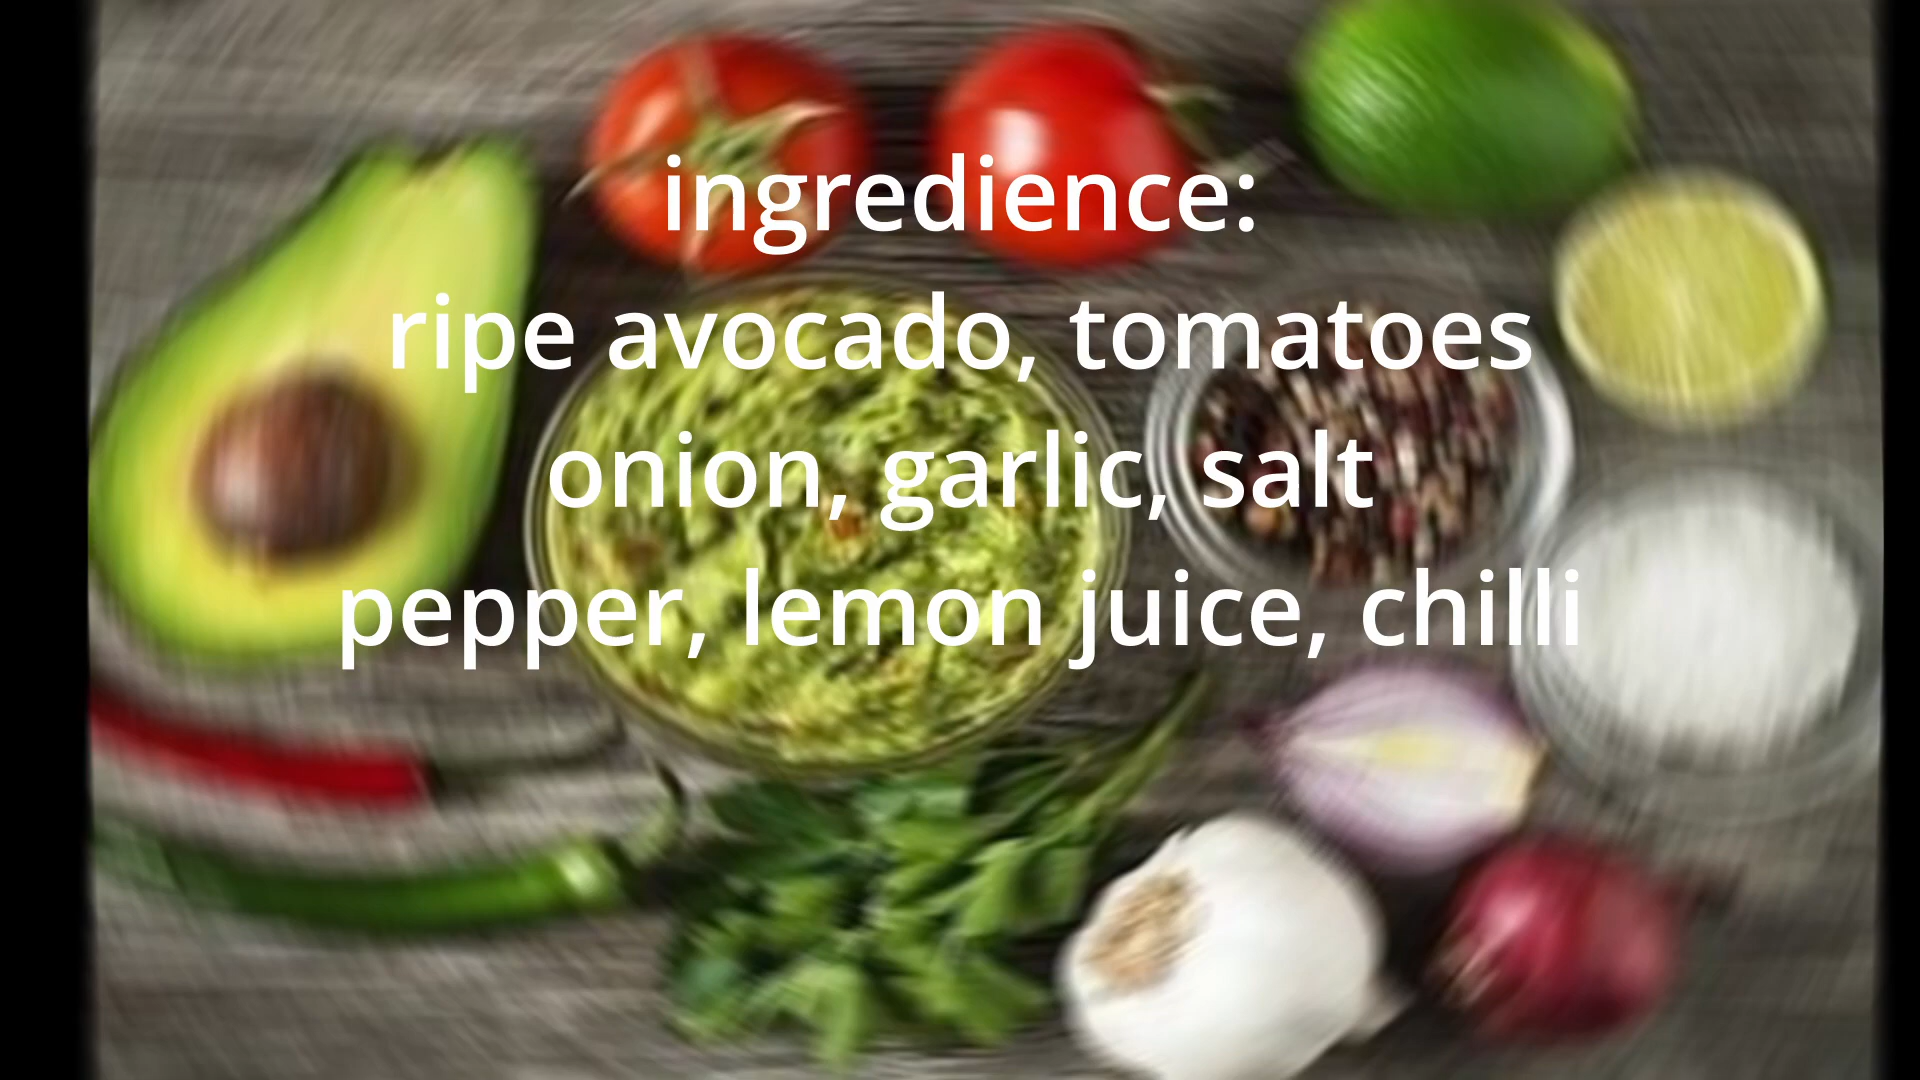 ingredience:
ripe avocado, tomatoes
onion, garlic, salt
pepper, lemon juice, chilli